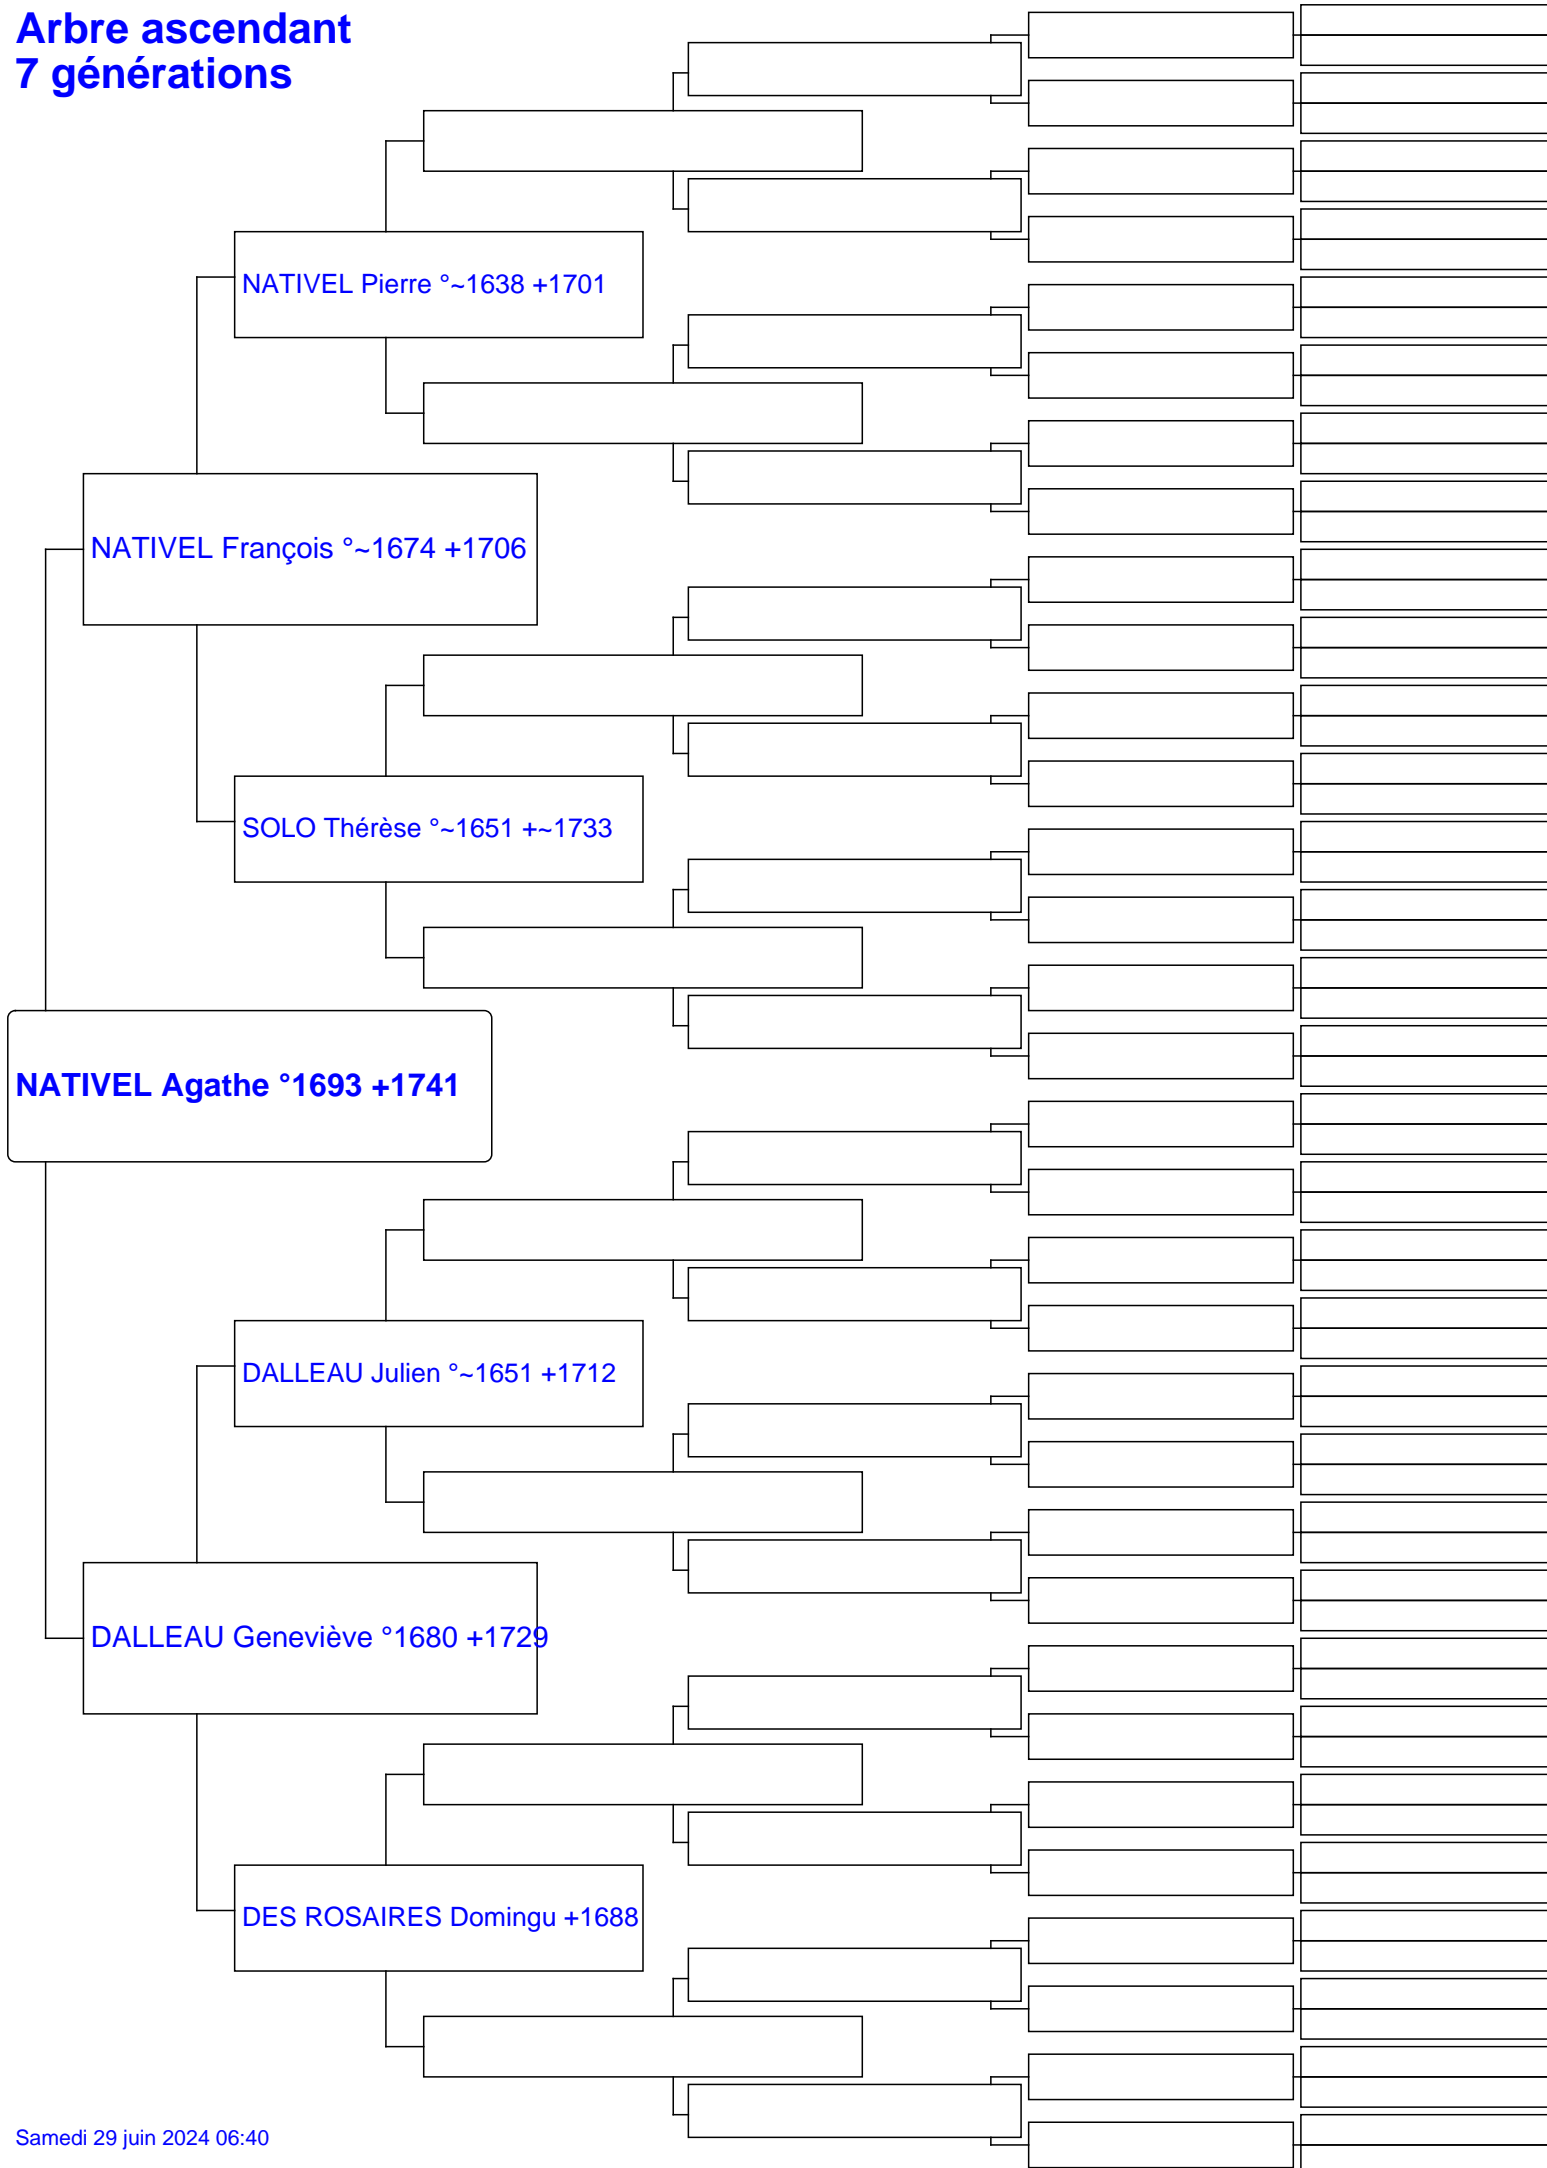 Arbre ascendant
7 générations
NATIVEL Pierre °~1638 +1701
NATIVEL François °~1674 +1706
SOLO Thérèse °~1651 +~1733
NATIVEL Agathe °1693 +1741
DALLEAU Julien °~1651 +1712
DALLEAU Geneviève °1680 +1729
DES ROSAIRES Domingu +1688
Samedi 29 juin 2024 06:40